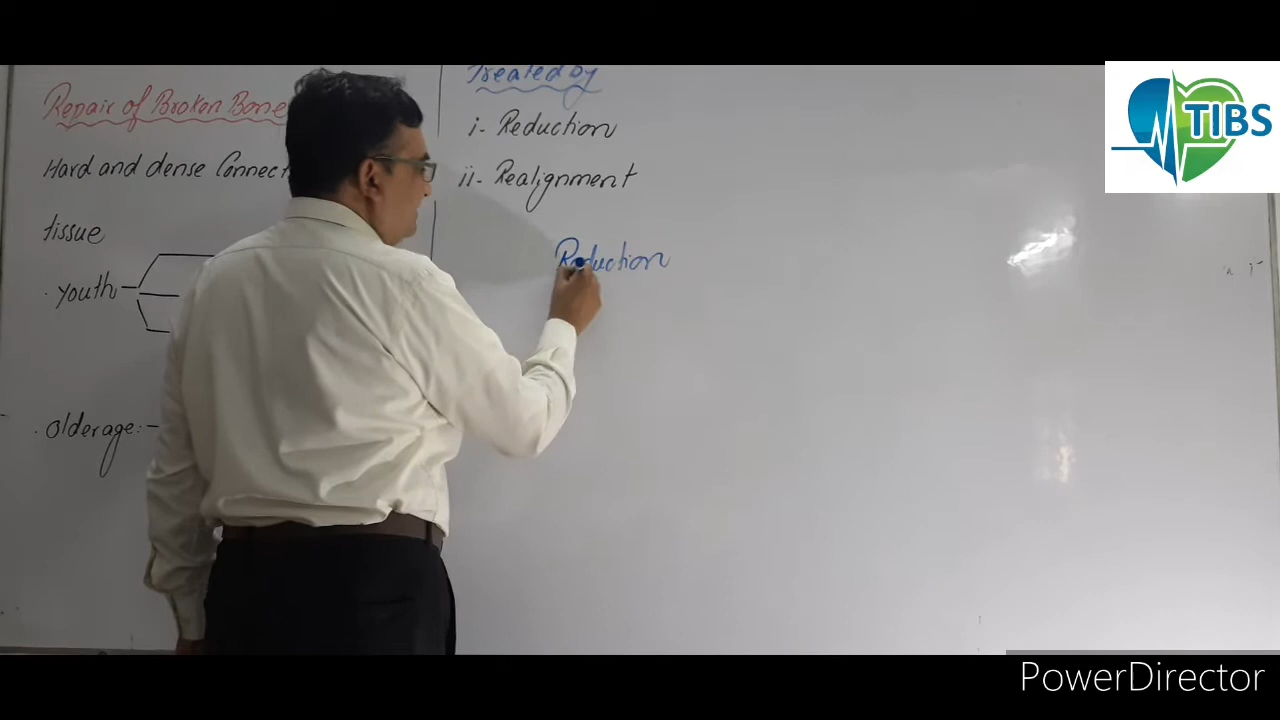 Repair of Broken Bone
Hard and dense Connect
tissue
. Youth
. Olderage:-
Treated by
i- Reduction
ii- Realignment
Reduction
TIBS
PowerDirector